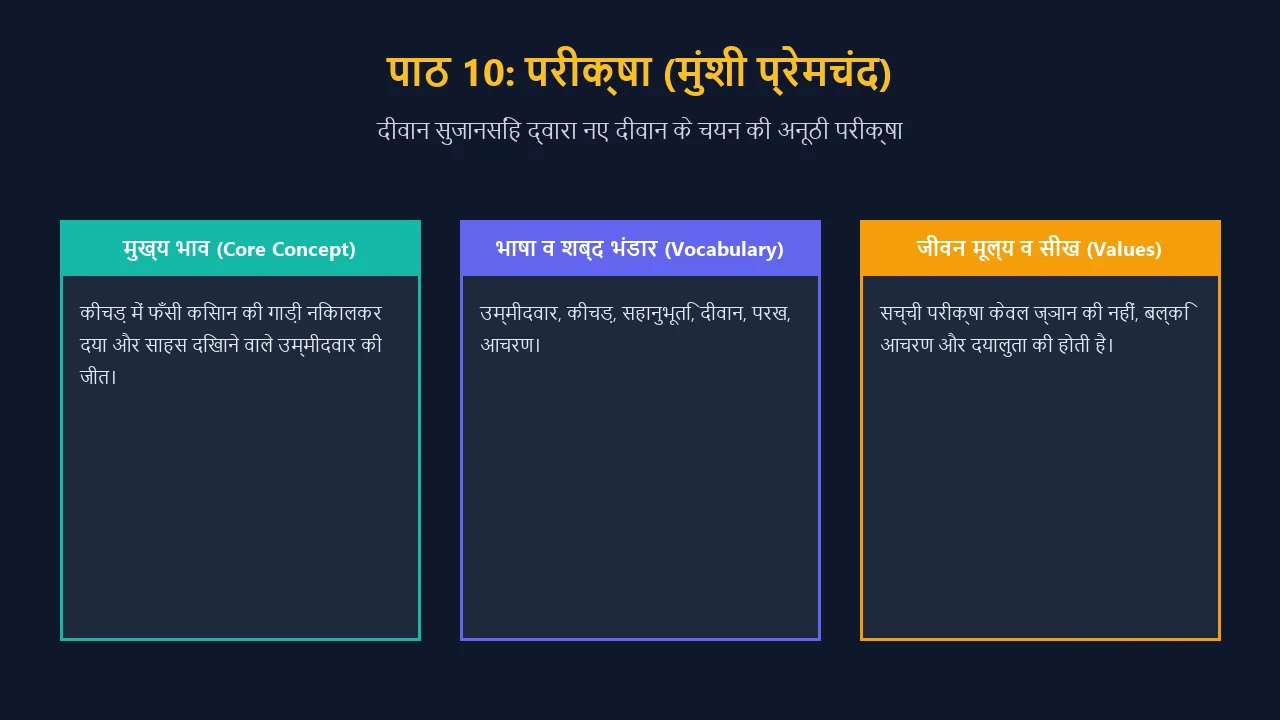 पाठ 10: परीक्षा (मुंशी प्रेमचंद)
दीवान सुजानसिंह द्वारा नए दीवान के चयन की अनूठी परीक्षा
मुख्य भाव (Core Concept)
कीचड़ में फँसी किसान की गाड़ी निकालकर
दया और साहस दिखाने वाले उम्मीदवार की
जीत।
भाषा व शब्द भंडार (Vocabulary)
उम्मीदवार, कीचड़, सहानुभूति, दीवान, परख,
आचरण।
जीवन मूल्य व सीख (Values)
सच्ची परीक्षा केवल ज्ञान की नहीं, बल्कि
आचरण और दयालुता की होती है।